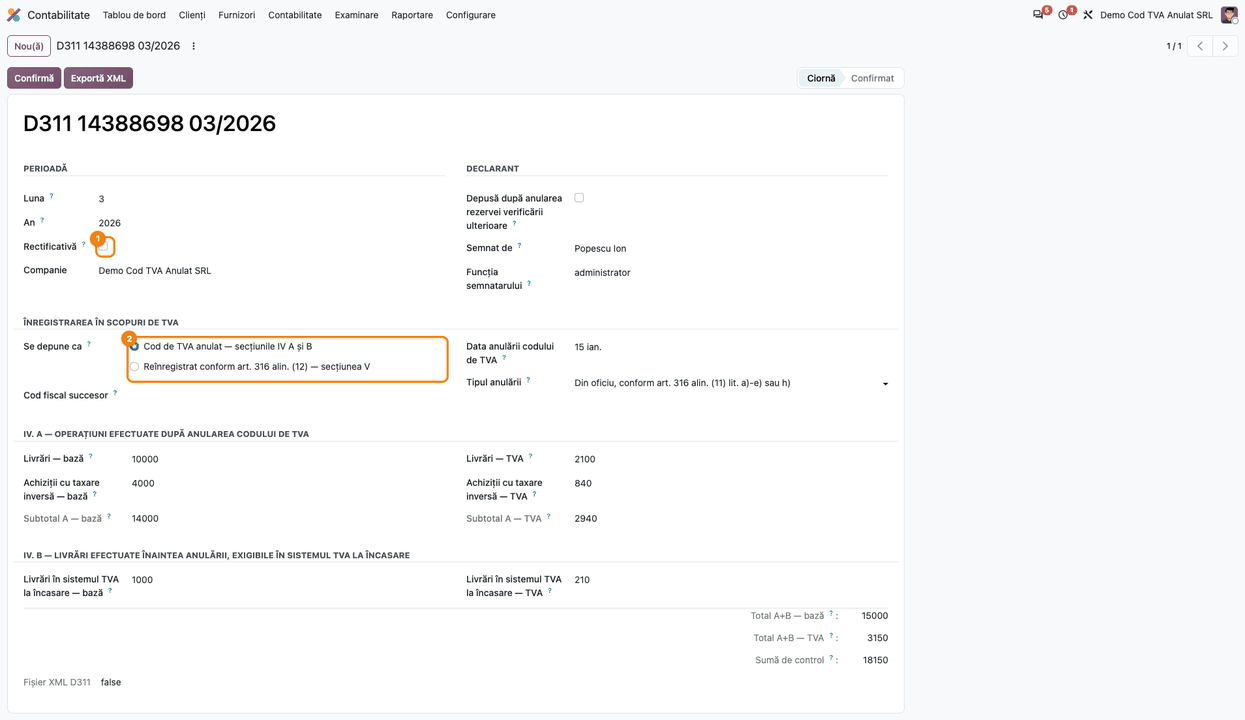 Contabilitate Tablou de bord Clienți Furnizori Contabilitate Examinare Raportare Configurare 5 1 Demo Cod TVA Anulat SRL
Nou(ă) D311 14388698 03/2026 1 / 1
Confirmă Exportă XML Ciornă Confirmat
D311 14388698 03/2026
PERIOADĂ
Luna ? 3
An ? 2026
Rectificativă ? 1
Companie Demo Cod TVA Anulat SRL
DECLARANT
Depusă după anularea
rezervei verificării
ulterioare ?
Semnat de ? Popescu Ion
Funcția administrator
semnatarului ?
ÎNREGISTRAREA ÎN SCOPURI DE TVA
2
Se depune ca ? Cod de TVA anulat — secțiunile IV A și B
Reînregistrat conform art. 316 alin. (12) — secțiunea V
Cod fiscal succesor ?
Data anulării codului 15 ian.
de TVA ?
Tipul anulării ? Din oficiu, conform art. 316 alin. (11) lit. a)-e) sau h)
IV. A — OPERAȚIUNI EFECTUATE DUPĂ ANULAREA CODULUI DE TVA
Livrări — bază ? 10000 Livrări — TVA ? 2100
Achiziții cu taxare 4000 Achiziții cu taxare 840
inversă — bază ? inversă — TVA ?
Subtotal A — bază ? 14000 Subtotal A — TVA ? 2940
IV. B — LIVRĂRI EFECTUATE ÎNAINTEA ANULĂRII, EXIGIBILE ÎN SISTEMUL TVA LA ÎNCASARE
Livrări în sistemul TVA 1000 Livrări în sistemul TVA 210
la încasare — bază ? la încasare — TVA ?
Total A+B — bază ? : 15000
Total A+B — TVA ? : 3150
Sumă de control ? : 18150
Fișier XML D311 false